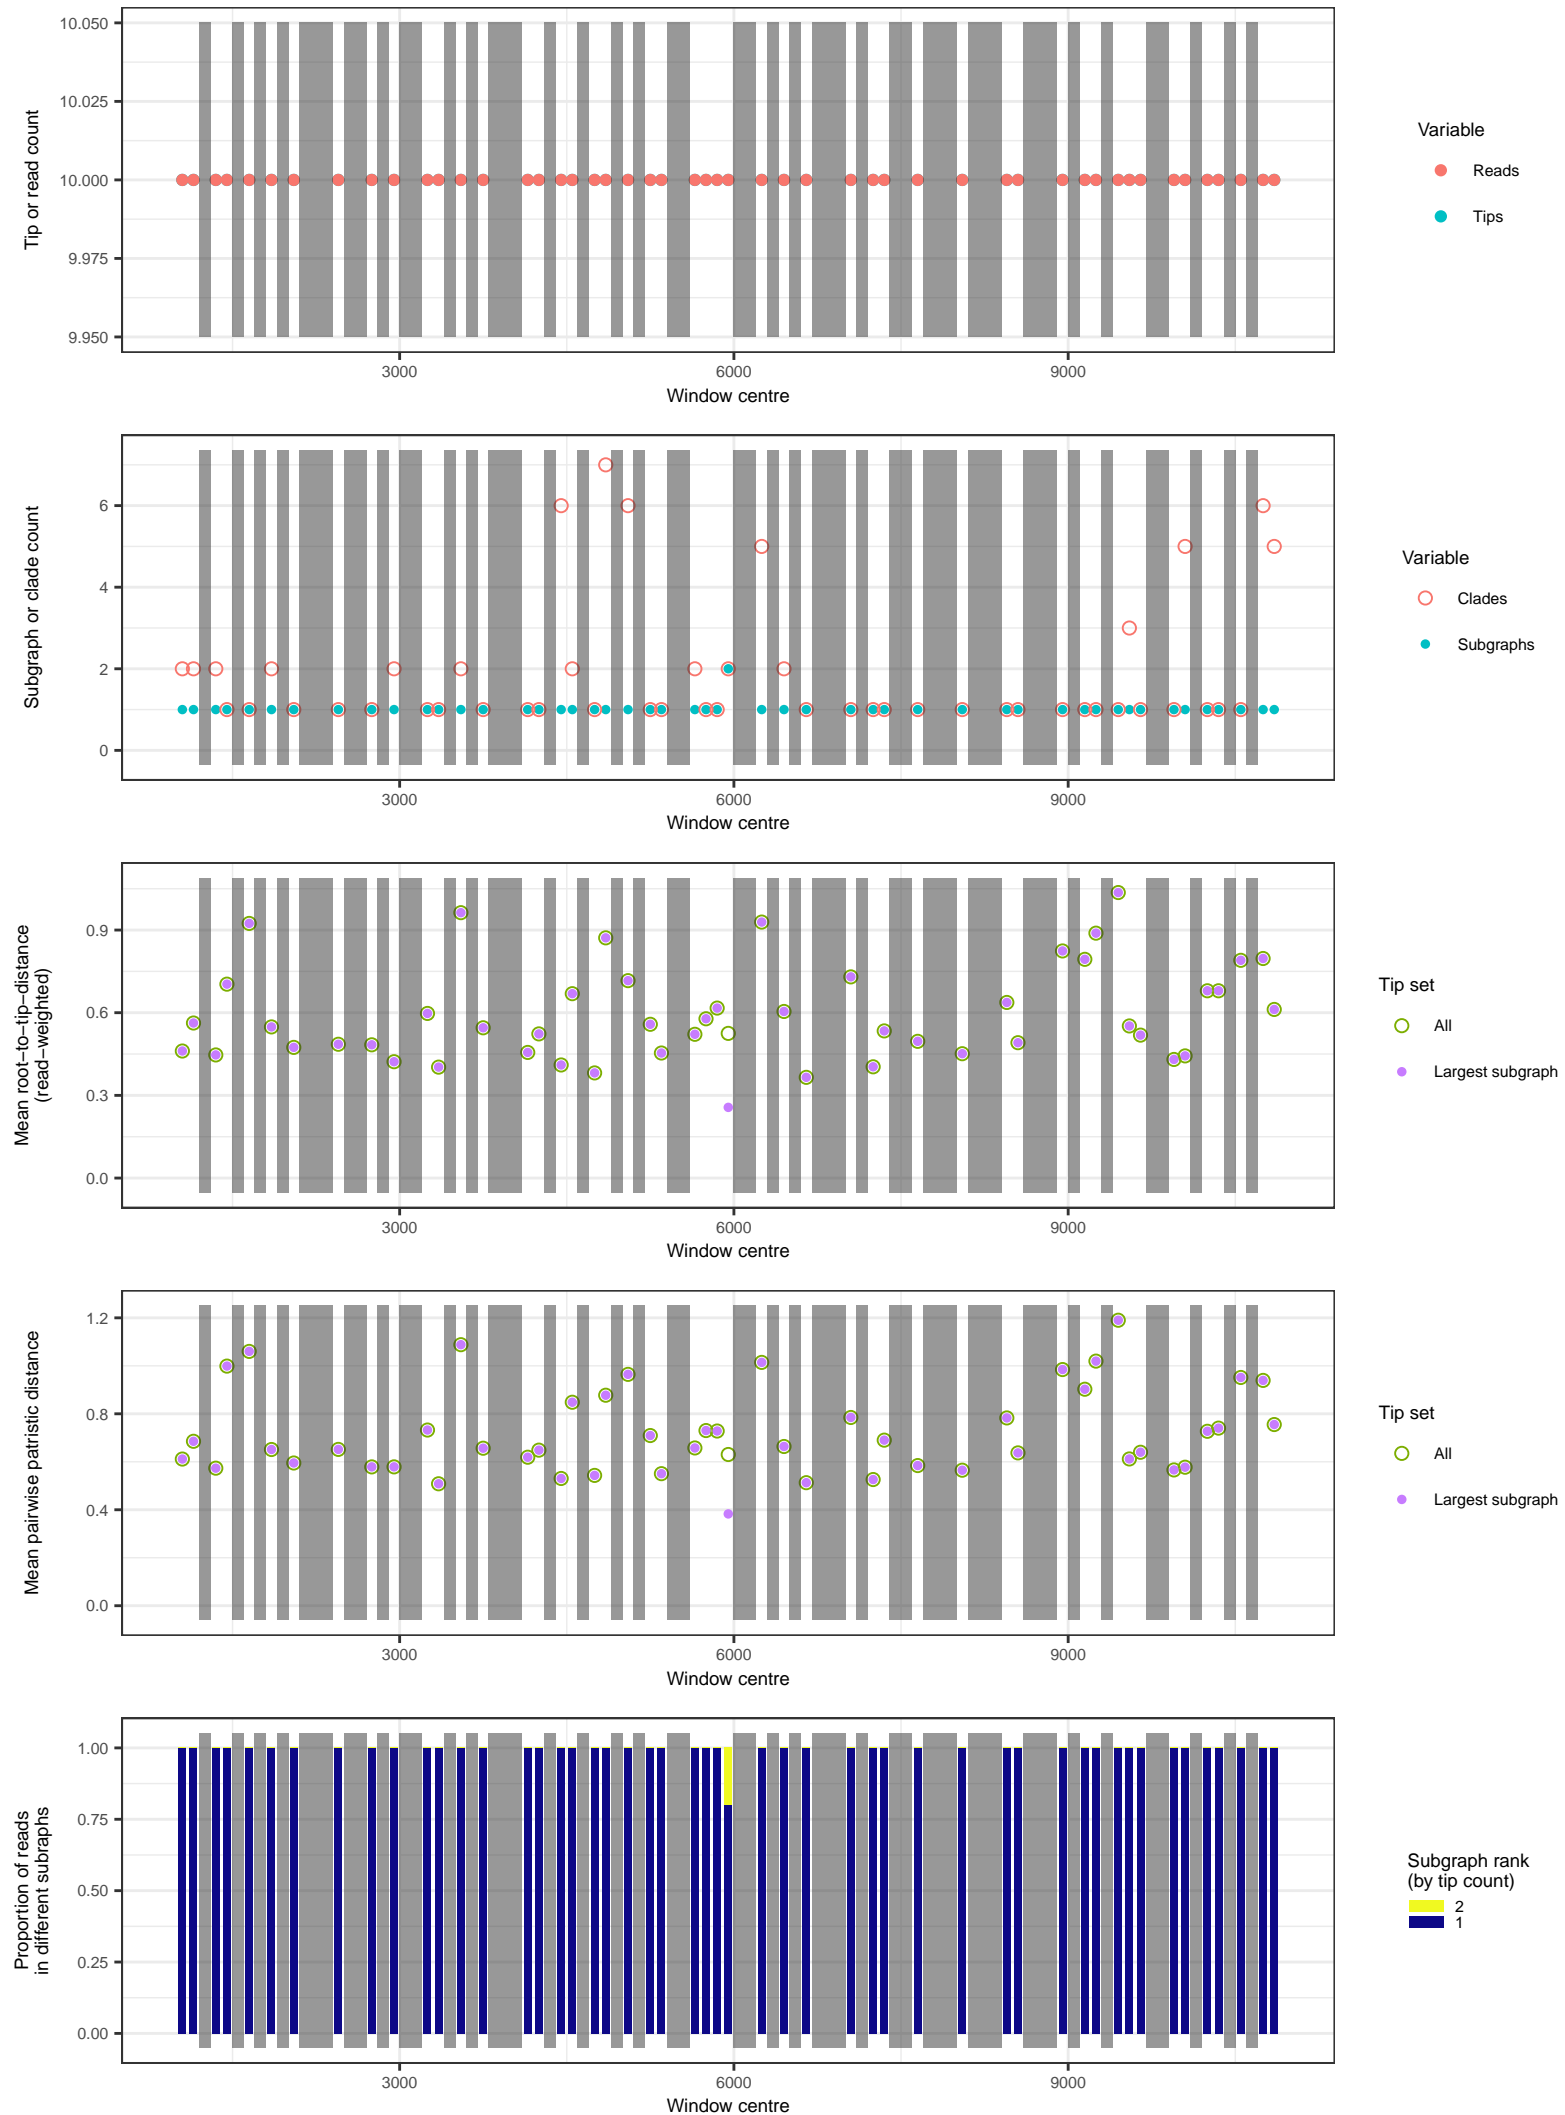 10.050
10.025
10.000
9.975
9.950
Tip or read count
3000
6000
9000
Window centre
Variable
Reads
Tips
6
4
2
0
Subgraph or clade count
3000
6000
9000
Window centre
Variable
Clades
Subgraphs
0.9
0.6
0.3
0.0
Mean root−to−tip−distance
(read−weighted)
3000
6000
9000
Window centre
Tip set
All
Largest subgraph
1.2
0.8
0.4
0.0
Mean pairwise patristic distance
3000
6000
9000
Window centre
Tip set
All
Largest subgraph
1.00
0.75
0.50
0.25
0.00
Proportion of reads
in different subraphs
3000
6000
9000
Window centre
Subgraph rank
(by tip count)
2
1